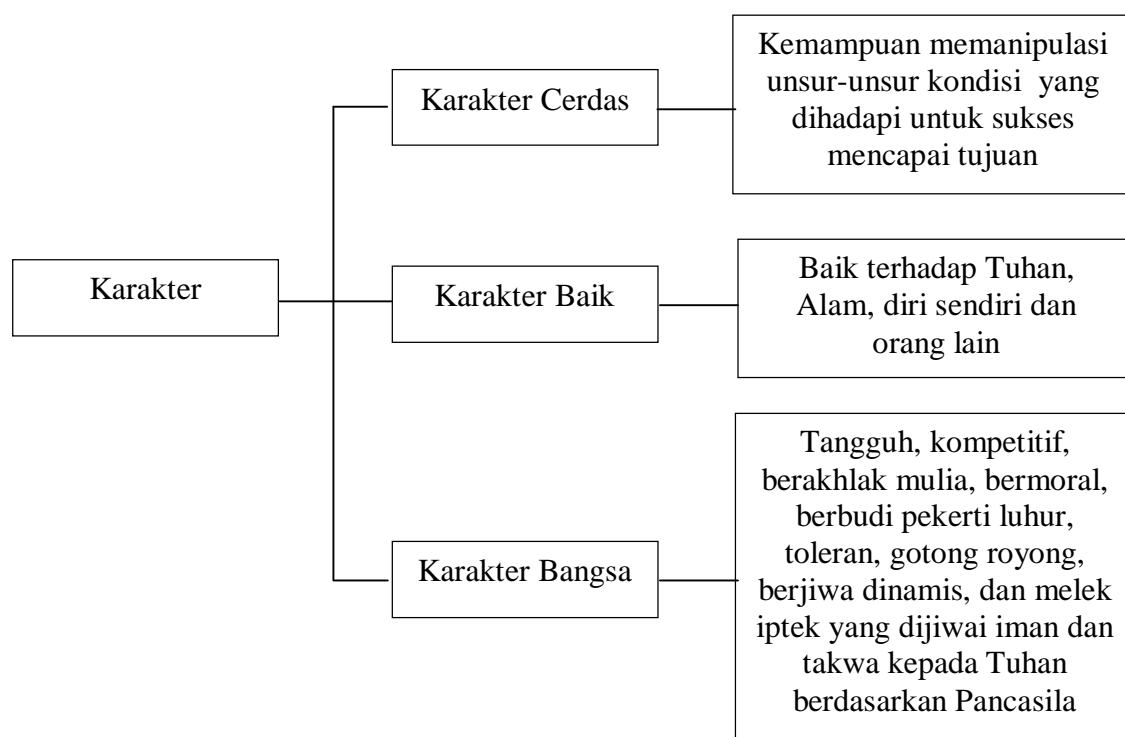 Karakter
Karakter Cerdas
Kemampuan memanipulasi
unsur-unsur kondisi  yang
dihadapi untuk sukses
mencapai tujuan
Karakter Baik
Baik terhadap Tuhan,
Alam, diri sendiri dan
orang lain
Karakter Bangsa
Tangguh, kompetitif,
berakhlak mulia, bermoral,
berbudi pekerti luhur,
toleran, gotong royong,
berjiwa dinamis, dan melek
iptek yang dijiwai iman dan
takwa kepada Tuhan
berdasarkan Pancasila